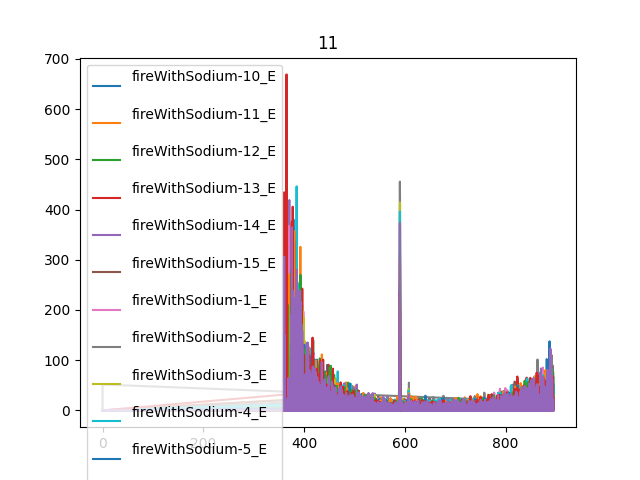 11
700
600
500
400
300
200
100
0
fireWithSodium-10_E
fireWithSodium-11_E
fireWithSodium-12_E
fireWithSodium-13_E
fireWithSodium-14_E
fireWithSodium-15_E
fireWithSodium-1_E
fireWithSodium-2_E
fireWithSodium-3_E
fireWithSodium-4_E
fireWithSodium-5_E
0 200 400 600 800